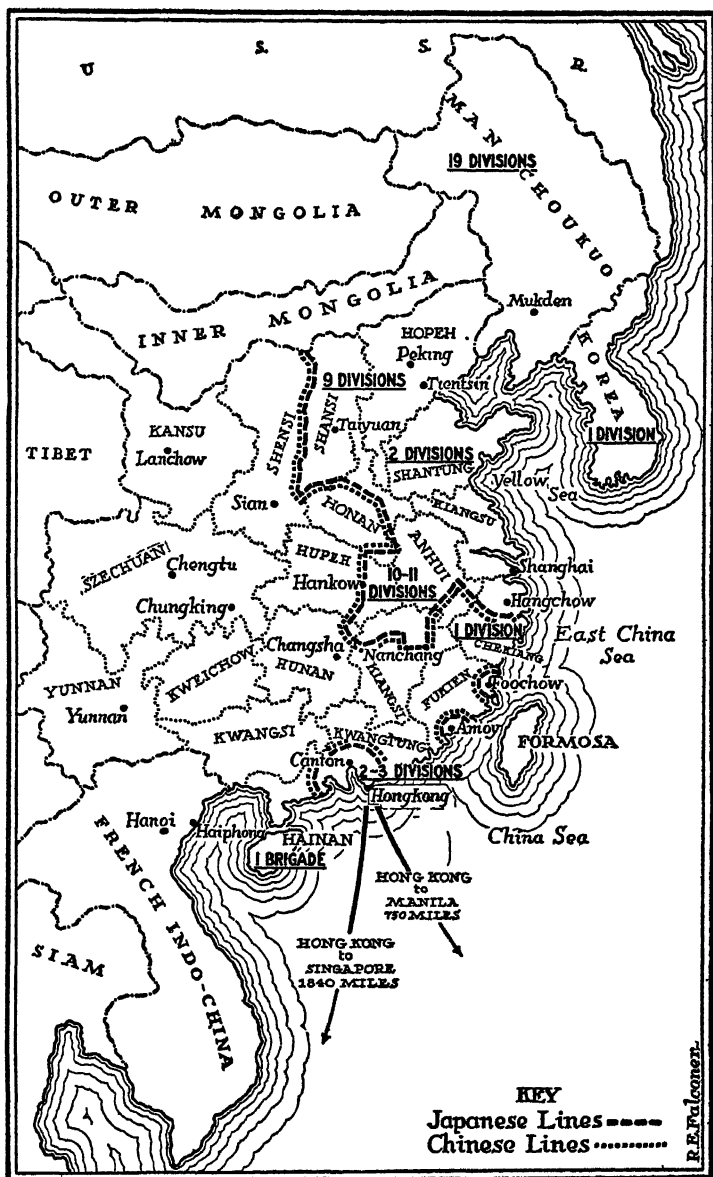 U. S. S. R.
MANCHOUKUO
19 DIVISIONS
OUTER MONGOLIA
INNER MONGOLIA
Mukden
HOPEH
Peking
Tientsin
KOREA
9 DIVISIONS
SHENSI
SHANSI
Taiyuan
KANSU
Lanchow
TIBET
2 DIVISIONS
SHANTUNG
1 DIVISION
Yellow Sea
Sian
HONAN
KIANGSU
ANHUI
SZECHUAN
Chengtu
HUPEH
Hankow
10-11
DIVISIONS
Shanghai
Hangchow
Chungking
1 DIVISION
CHEKIANG
East China
Sea
Changsha
HUNAN
Nanchang
KIANGSI
KWEICHOW
YUNNAN
Yunnan
FUKIEN
Foochow
Amoy
FORMOSA
KWANGSI
KWANGTUNG
Canton
2-3 DIVISIONS
Hongkong
China Sea
Hanoi
Haiphong
HAINAN
1 BRIGADE
FRENCH INDO-CHINA
SIAM
HONG KONG
to
MANILA
750 MILES
HONG KONG
to
SINGAPORE
1840 MILES
KEY
Japanese Lines
Chinese Lines
R.E.Falconer